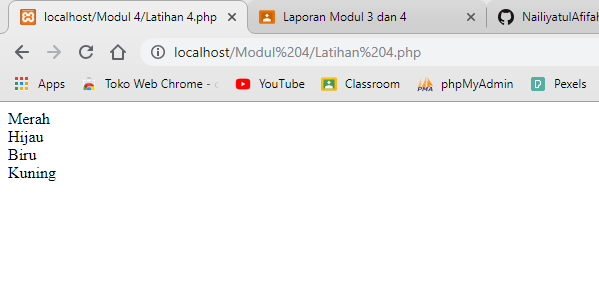 localhost/Modul 4/Latihan 4.php
Laporan Modul 3 dan 4
NailiyatulAfifah
localhost/Modul%204/Latihan%204.php
Apps
Toko Web Chrome -
YouTube
Classroom
PMA
phpMyAdmin
Pexels
Merah
Hijau
Biru
Kuning